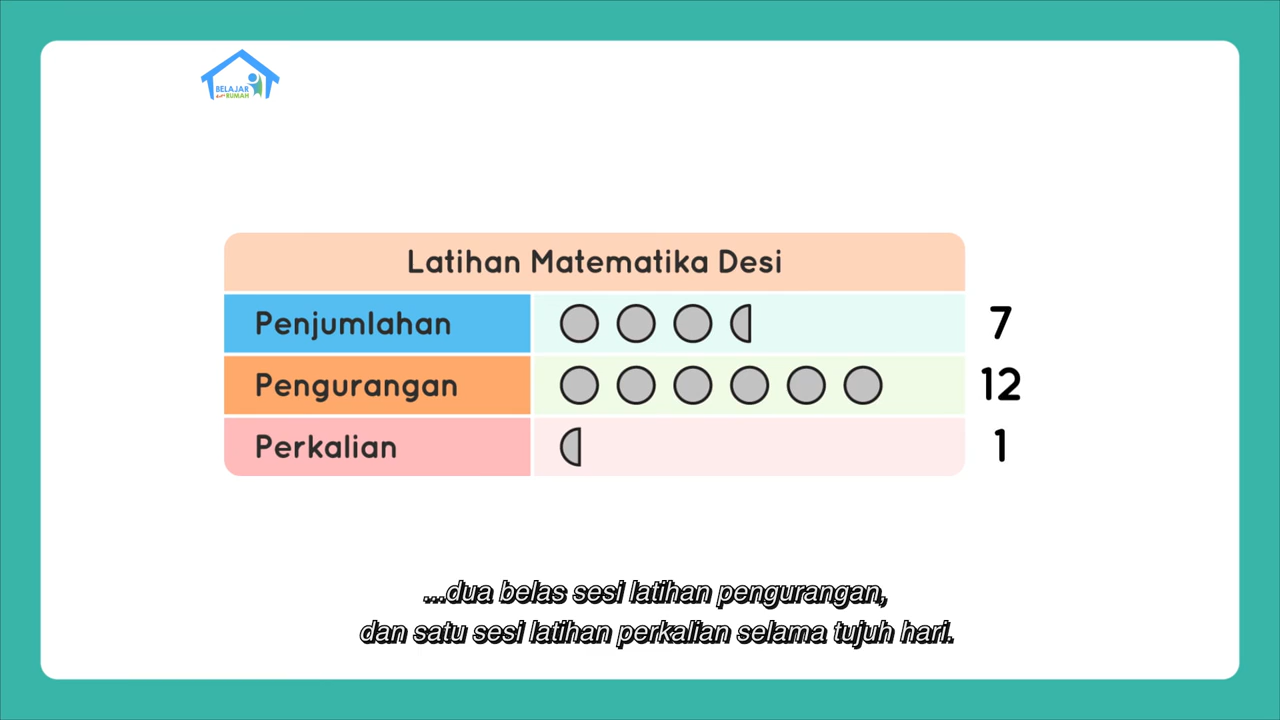 BELAJAR
dari RUMAH
Latihan Matematika Desi
Penjumlahan 7
Pengurangan 12
Perkalian 1
...dua belas sesi latihan pengurangan,
dan satu sesi latihan perkalian selama tujuh hari.